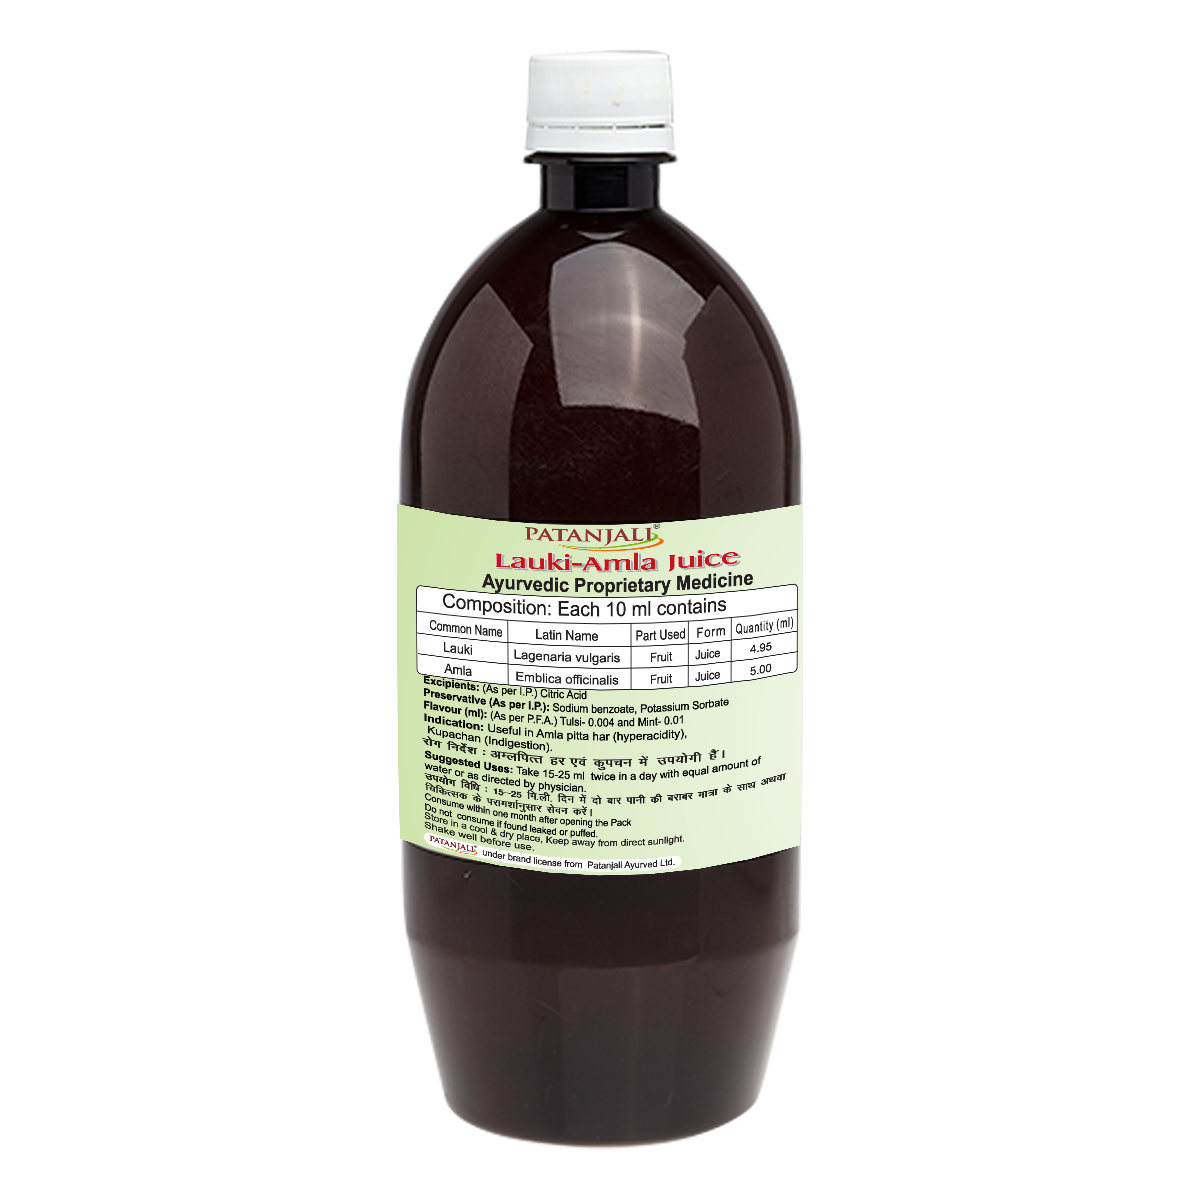 PATANJALI®
Lauki-Amla Juice
Ayurvedic Proprietary Medicine
Composition: Each 10 ml contains
Common Name Latin Name Part Used Form Quantity (ml)
Lauki Lagenaria vulgaris Fruit Juice 4.95
Amla Emblica officinalis Fruit Juice 5.00
Excipients: (As per I.P.) Citric Acid
Preservative (As per I.P.): Sodium benzoate, Potassium Sorbate
Flavour (ml): (As per P.F.A.) Tulsi- 0.004 and Mint- 0.01
Indication: Useful in Amla pitta har (hyperacidity),
Kupachan (Indigestion).
रोग निर्देश : अम्लपित्त हर एवं कुपचन में उपयोगी है।
Suggested Uses: Take 15-25 ml twice in a day with equal amount of
water or as directed by physician.
उपयोग विधि : 15-25 मि.ली. दिन में दो बार पानी की बराबर मात्रा के साथ अथवा
चिकित्सक के परामर्शानुसार सेवन करें।
Consume within one month after opening the Pack
Do not consume if found leaked or puffed.
Store in a cool & dry place, Keep away from direct sunlight.
Shake well before use.
PATANJALI® under brand license from Patanjali Ayurved Ltd.